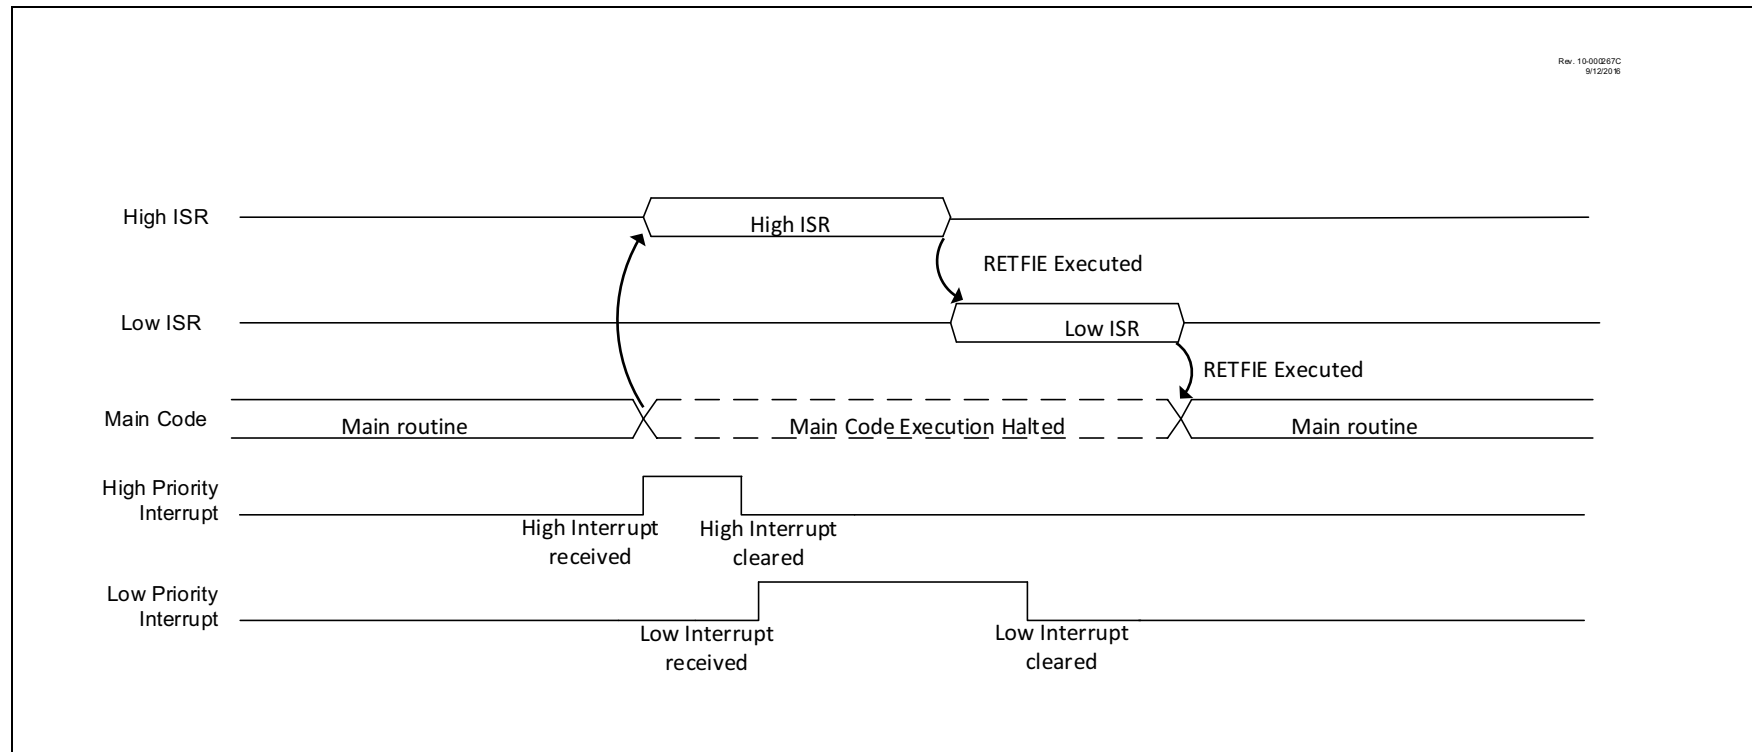 Rev. 10-000267C
9/12/2016
High ISR
High ISR
RETFIE Executed
Low ISR
Low ISR
RETFIE Executed
Main Code
Main routine
Main Code Execution Halted
Main routine
High Priority
Interrupt
High Interrupt
received
High Interrupt
cleared
Low Priority
Interrupt
Low Interrupt
received
Low Interrupt
cleared